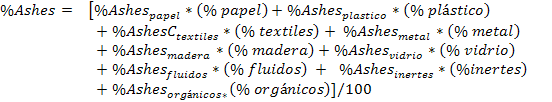 %Ashes = [%Ashes_papel * (% papel) + %Ashes_plastico * (% plástico)
+ %AshesC_textiles * (% textiles) + %Ashes_metal * (% metal)
+ %Ashes_madera * (% madera) + %Ashes_vidrio * (% vidrio)
+ %Ashes_fluidos * (% fluidos) + %Ashes_inertes * (%inertes)
+ %Ashes_orgánicos* (% orgánicos)]/100